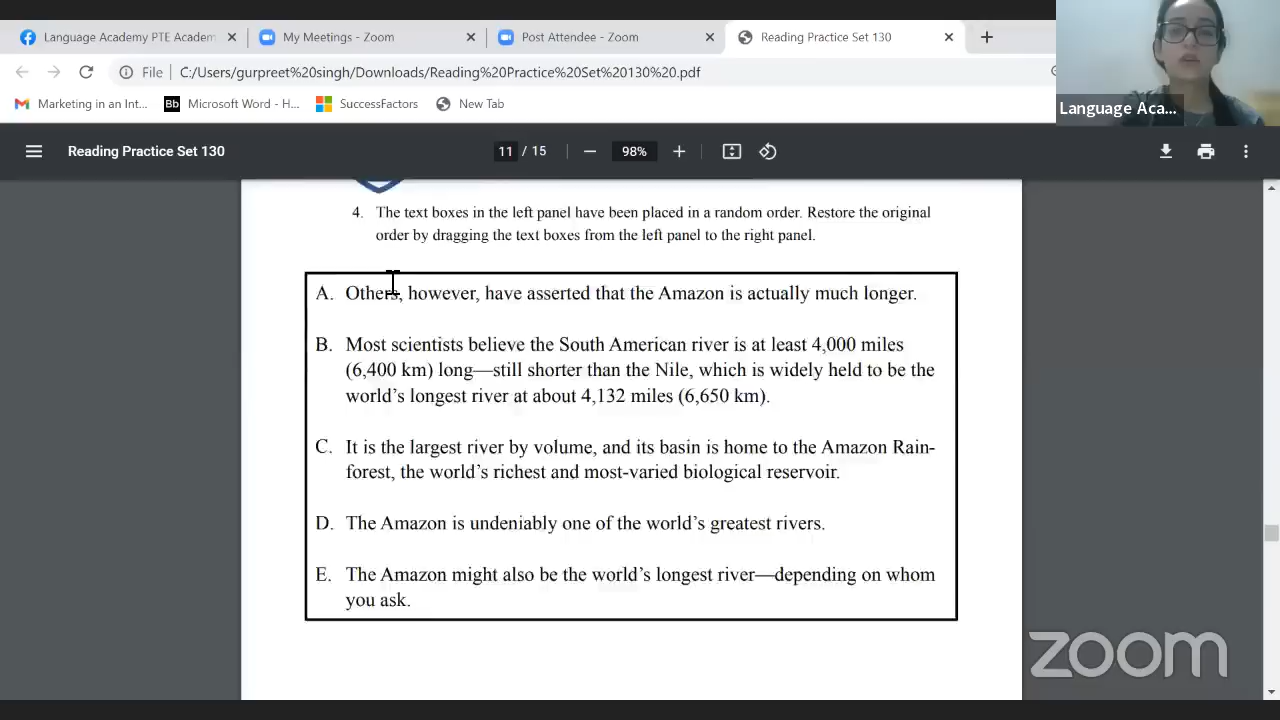 Language Academy PTE Academ
My Meetings - Zoom
Post Attendee - Zoom
Reading Practice Set 130
File
C:/Users/gurpreet%20singh/Downloads/Reading%20Practice%20Set%20130%20.pdf
Marketing in an Int...
Bb
Microsoft Word - H...
SuccessFactors
New Tab
Language Aca...
Reading Practice Set 130
11 / 15
98%
4. The text boxes in the left panel have been placed in a random order. Restore the original
order by dragging the text boxes from the left panel to the right panel.
A. Others, however, have asserted that the Amazon is actually much longer.
B. Most scientists believe the South American river is at least 4,000 miles
(6,400 km) long—still shorter than the Nile, which is widely held to be the
world’s longest river at about 4,132 miles (6,650 km).
C. It is the largest river by volume, and its basin is home to the Amazon Rain-
forest, the world’s richest and most-varied biological reservoir.
D. The Amazon is undeniably one of the world’s greatest rivers.
E. The Amazon might also be the world’s longest river—depending on whom
you ask.
zoom